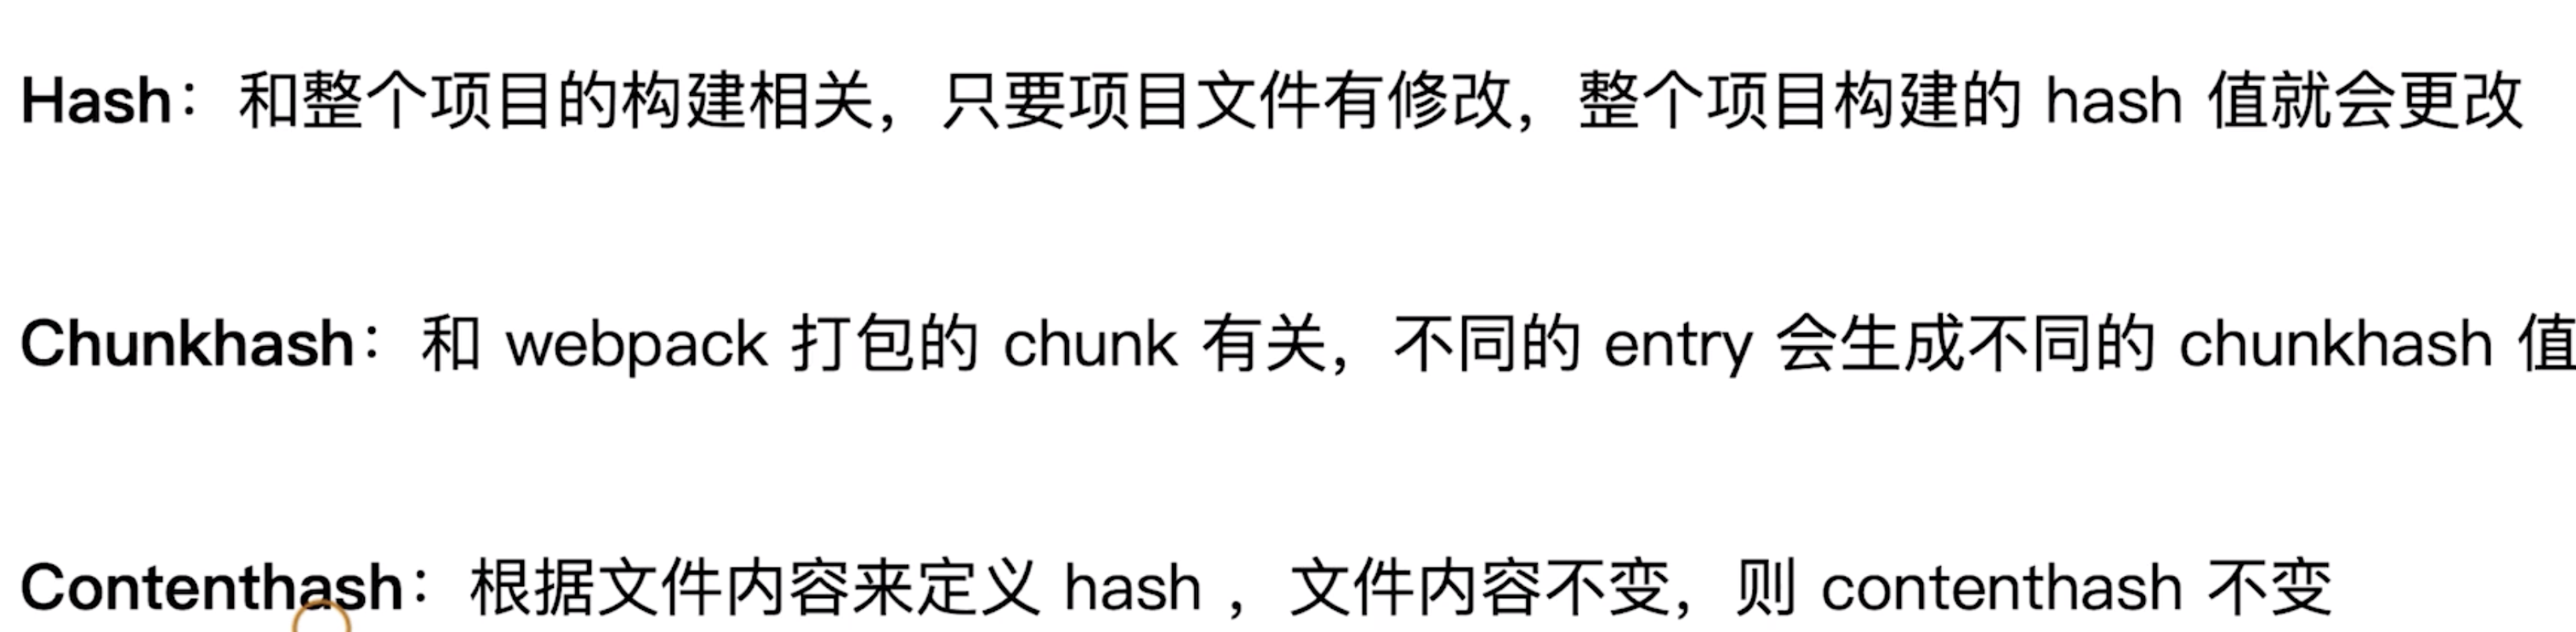 Hash：和整个项目的构建相关，只要项目文件有修改，整个项目构建的 hash 值就会更改
Chunkhash：和 webpack 打包的 chunk 有关，不同的 entry 会生成不同的 chunkhash 值
Contenthash：根据文件内容来定义 hash ，文件内容不变，则 contenthash 不变